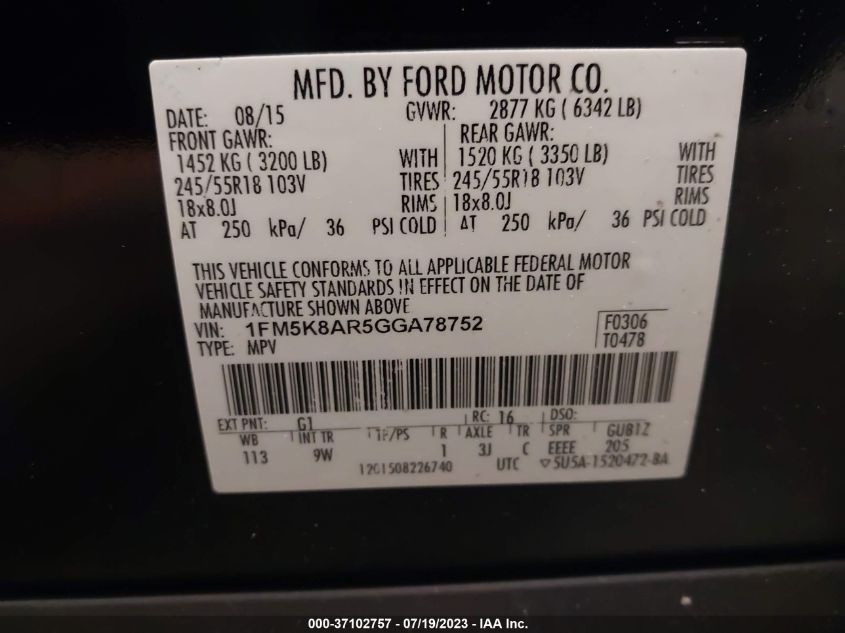 MFD. BY FORD MOTOR CO.
DATE: 08/15 GVWR: 2877 KG ( 6342 LB)
FRONT GAWR: REAR GAWR:
1452 KG ( 3200 LB) WITH 1520 KG ( 3350 LB) WITH
245/55R18 103V TIRES 245/55R18 103V TIRES
18x8.0J RIMS 18x8.0J RIMS
AT 250 kPa/ 36 PSI COLD AT 250 kPa/ 36 PSI COLD
THIS VEHICLE CONFORMS TO ALL APPLICABLE FEDERAL MOTOR
VEHICLE SAFETY STANDARDS IN EFFECT ON THE DATE OF
MANUFACTURE SHOWN ABOVE
VIN: 1FM5K8AR5GGA78752 F0306
TYPE: MPV T0478
EXT PNT: G1 RC: 16 DSO:
WB INT TR TP/PS R AXLE TR SPR GUB1Z
113 9W 1 3J C EEEE 205
12G1508226740 UTC ▽5U5A-1520472-BA
000-37102757 / 07/19/2023 - IAA Inc.